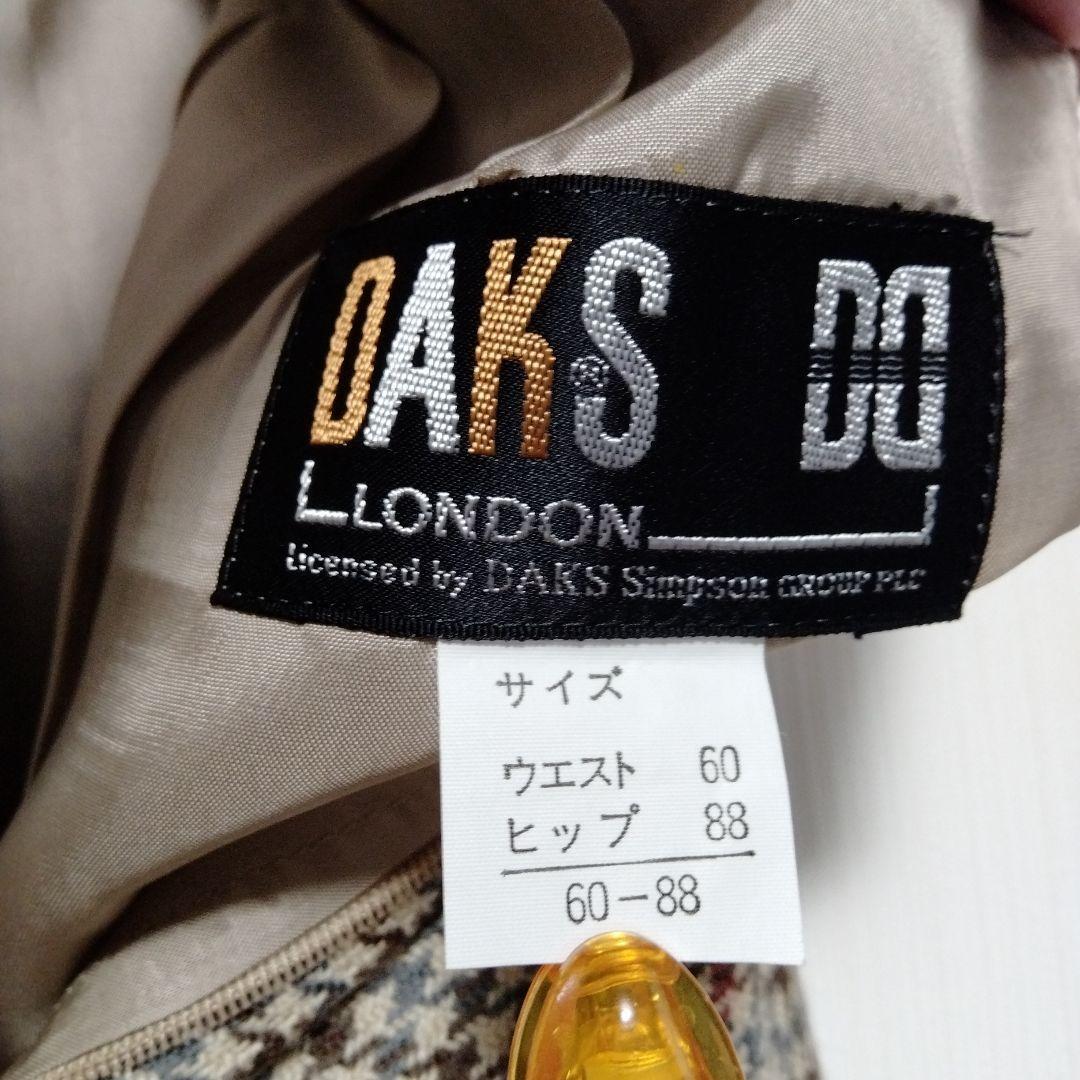 DAKS® DD
LONDON
Licensed by DAKS Simpson GROUP PLC
サイズ
ウエスト 60
ヒップ 88
60-88